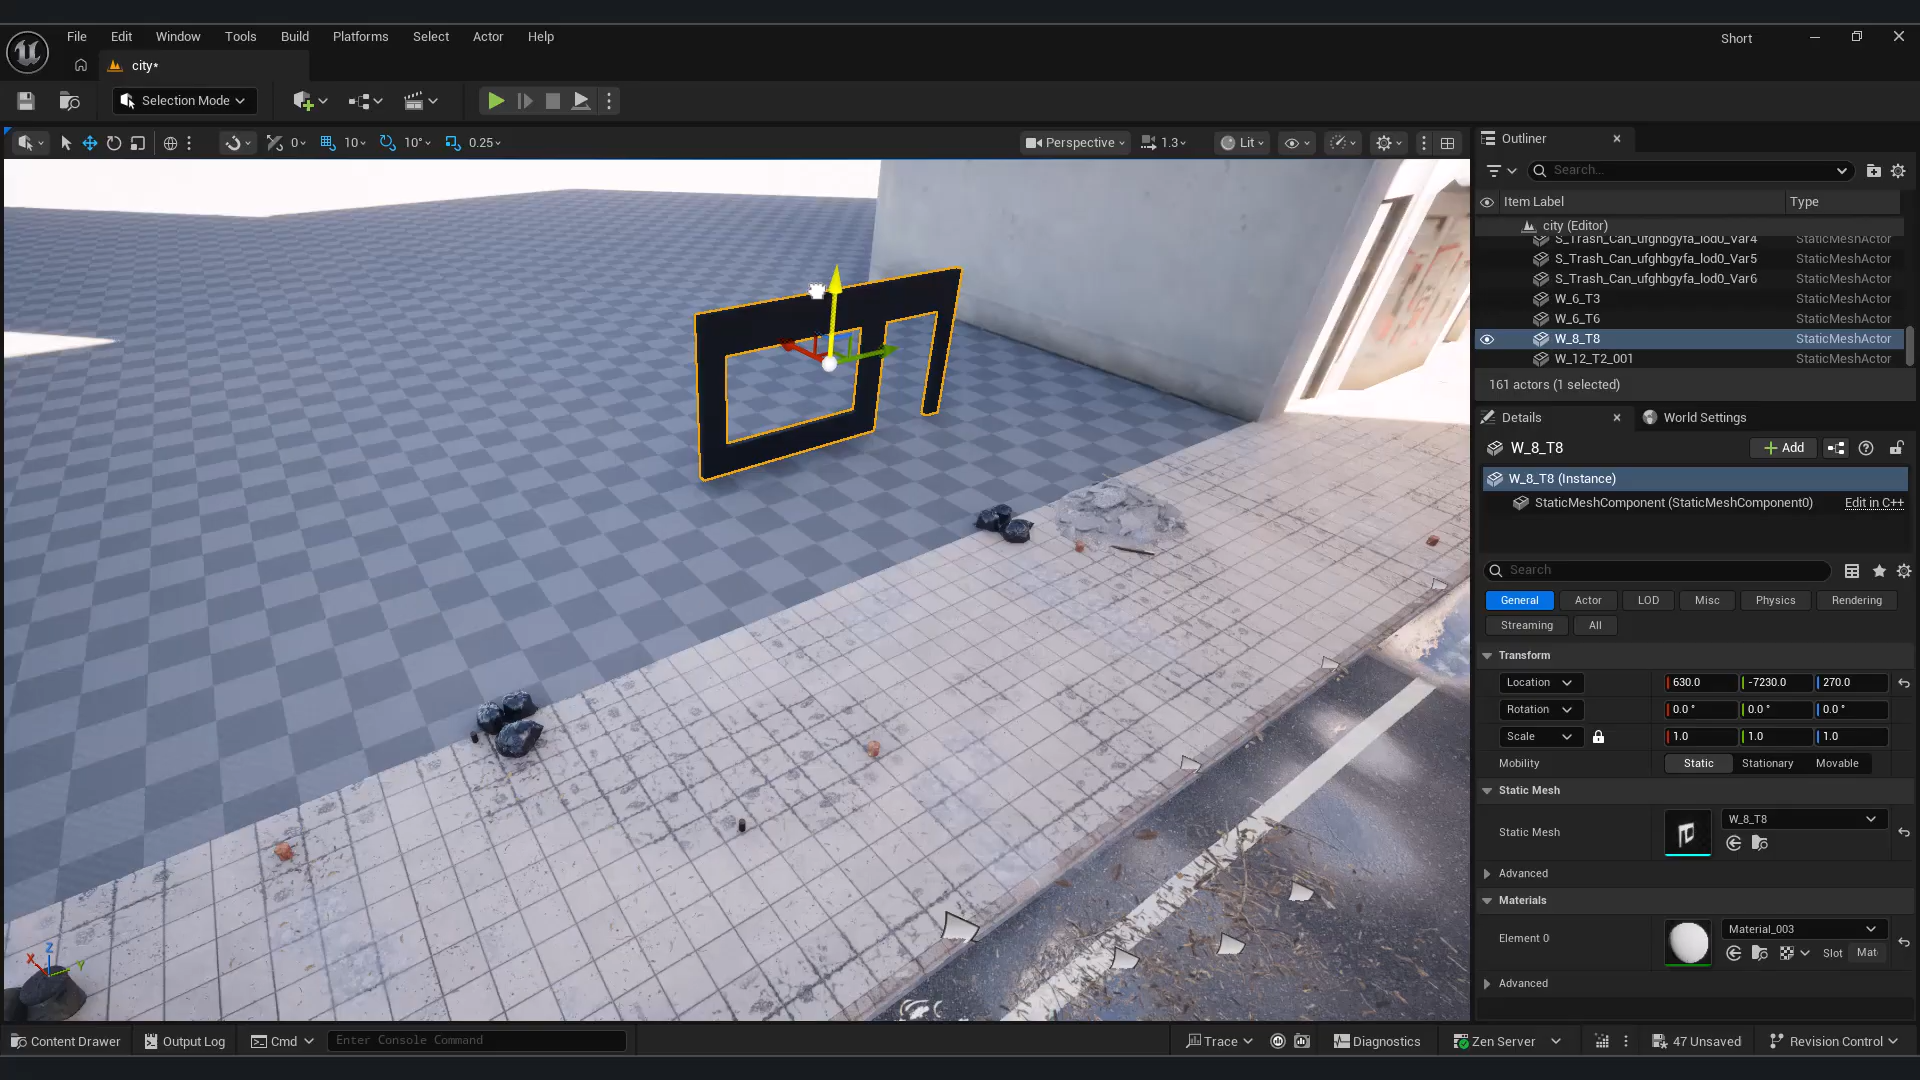 File Edit Window Tools Build Platforms Select Actor Help
Short
city*
Selection Mode
0 10 10° 0.25
Perspective 1.3 Lit
Outliner
Search...
Item Label Type
city (Editor)
S_Trash_Can_ufghbgyfa_lod0_Var4 StaticMeshActor
S_Trash_Can_ufghbgyfa_lod0_Var5 StaticMeshActor
S_Trash_Can_ufghbgyfa_lod0_Var6 StaticMeshActor
W_6_T3 StaticMeshActor
W_6_T6 StaticMeshActor
W_8_T8 StaticMeshActor
W_12_T2_001 StaticMeshActor
161 actors (1 selected)
Details World Settings
W_8_T8 Add
W_8_T8 (Instance)
StaticMeshComponent (StaticMeshComponent0) Edit in C++
Search
General Actor LOD Misc Physics Rendering
Streaming All
Transform
Location 630.0 -7230.0 270.0
Rotation 0.0 ° 0.0 ° 0.0 °
Scale 1.0 1.0 1.0
Mobility Static Stationary Movable
Static Mesh
Static Mesh W_8_T8
Advanced
Materials
Element 0 Material_003
Slot Mat
Advanced
X Z Y
Content Drawer Output Log Cmd Enter Console Command Trace Diagnostics Zen Server 47 Unsaved Revision Control